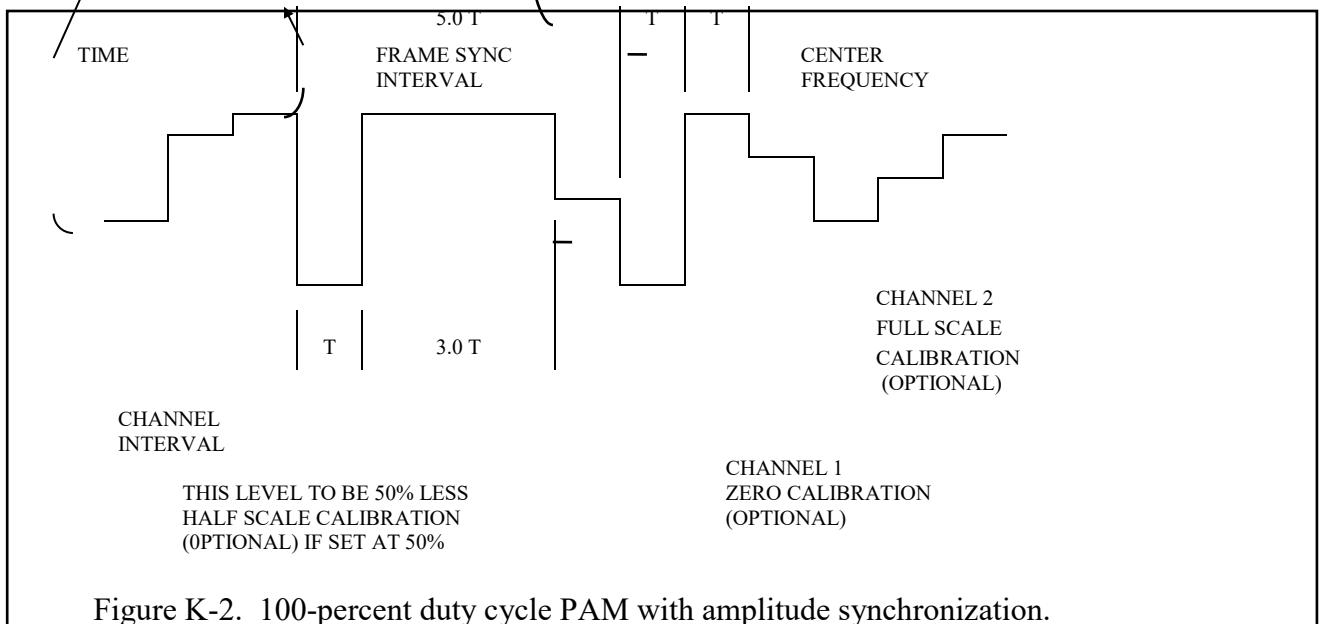 5.0 T
T
T
TIME
FRAME SYNC
INTERVAL
CENTER
FREQUENCY
CHANNEL 2
FULL SCALE
CALIBRATION
(OPTIONAL)
T
3.0 T
CHANNEL
INTERVAL
CHANNEL 1
ZERO CALIBRATION
(OPTIONAL)
THIS LEVEL TO BE 50% LESS
HALF SCALE CALIBRATION
(0PTIONAL) IF SET AT 50%
Figure K-2.  100-percent duty cycle PAM with amplitude synchronization.